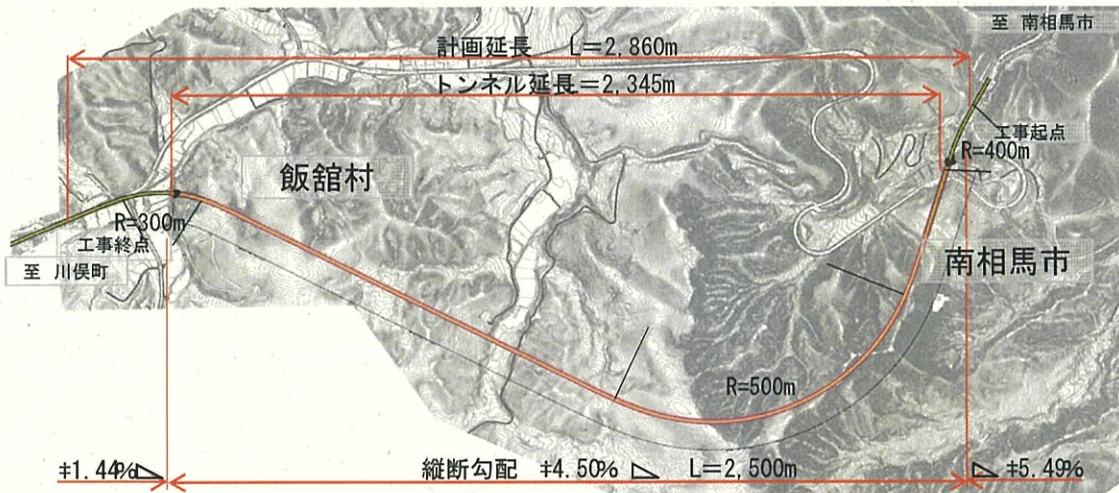 至 南相馬市
計画延長 L=2,860m
トンネル延長=2,345m
工事起点
R=400m
飯舘村
R=300m
工事終点
至 川俣町
南相馬市
R=500m
±1.44%
縦断勾配 ±4.50% L=2,500m
±5.49%